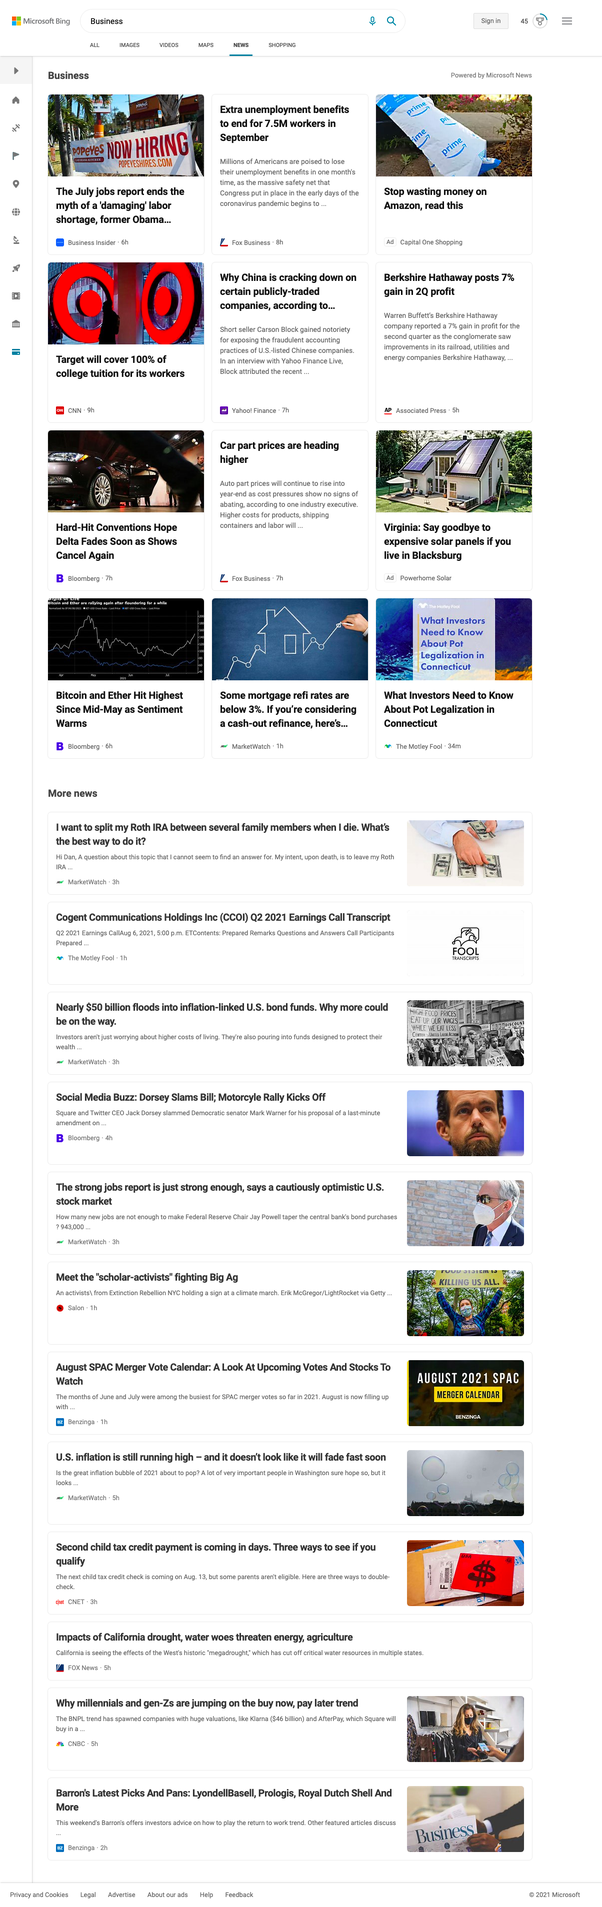 Microsoft Bing
Business
Sign in
45
ALL
IMAGES
VIDEOS
MAPS
NEWS
SHOPPING
Business
Powered by Microsoft News
POPEYES NOW HIRING
POPEYESHIRES.COM
The July jobs report ends the
myth of a 'damaging' labor
shortage, former Obama...
Business Insider · 6h
Extra unemployment benefits
to end for 7.5M workers in
September
Millions of Americans are poised to lose
their unemployment benefits in one month's
time, as the massive safety net that
Congress put in place in the early days of the
coronavirus pandemic begins to ...
Fox Business · 8h
prime
prime
prime
Stop wasting money on
Amazon, read this
Ad Capital One Shopping
Target will cover 100% of
college tuition for its workers
CNN · 9h
Why China is cracking down on
certain publicly-traded
companies, according to...
Short seller Carson Block gained notoriety
for exposing the fraudulent accounting
practices of U.S.-listed Chinese companies.
In an interview with Yahoo Finance Live,
Block attributed the recent ...
Yahoo! Finance · 7h
Berkshire Hathaway posts 7%
gain in 2Q profit
Warren Buffett's Berkshire Hathaway
company reported a 7% gain in profit for the
second quarter as the conglomerate saw
improvements in its railroad, utilities and
energy companies Berkshire Hathaway, ...
AP Associated Press · 5h
Hard-Hit Conventions Hope
Delta Fades Soon as Shows
Cancel Again
Bloomberg · 7h
Car part prices are heading
higher
Auto part prices will continue to rise into
year-end as cost pressures show no signs of
abating, according to one industry executive.
Higher costs for products, shipping
containers and labor will ...
Fox Business · 7h
Virginia: Say goodbye to
expensive solar panels if you
live in Blacksburg
Ad Powerhome Solar
Bitcoin and Ether are rallying again after floundering for a while
Bitcoin and Ether Hit Highest
Since Mid-May as Sentiment
Warms
Bloomberg · 6h
Some mortgage refi rates are
below 3%. If you're considering
a cash-out refinance, here's...
MarketWatch · 1h
The Motley Fool
What Investors
Need to Know
About Pot
Legalization in
Connecticut
What Investors Need to Know
About Pot Legalization in
Connecticut
The Motley Fool · 34m
More news
I want to split my Roth IRA between several family members when I die. What's
the best way to do it?
Hi Dan, A question about this topic that I cannot seem to find an answer for. My intent, upon death, is to leave my Roth
IRA ...
MarketWatch · 3h
Cogent Communications Holdings Inc (CCOI) Q2 2021 Earnings Call Transcript
Q2 2021 Earnings CallAug 6, 2021, 5:00 p.m. ETContents: Prepared Remarks Questions and Answers Call Participants
Prepared ...
The Motley Fool · 1h
FOOL
TRANSCRIPTS
Nearly $50 billion floods into inflation-linked U.S. bond funds. Why more could
be on the way.
Investors aren't just worrying about higher costs of living. They're also pouring into funds designed to protect their
wealth ...
MarketWatch · 3h
HIGH FOOD PRICES
EAT UP OUR WAGES
WHILE WE EAT LESS
Social Media Buzz: Dorsey Slams Bill; Motorcyle Rally Kicks Off
Square and Twitter CEO Jack Dorsey slammed Democratic senator Mark Warner for his proposal of a last-minute
amendment on ...
Bloomberg · 4h
The strong jobs report is just strong enough, says a cautiously optimistic U.S.
stock market
How many new jobs are not enough to make Federal Reserve Chair Jay Powell taper the central bank's bond purchases
? 943,000 ...
MarketWatch · 3h
Meet the "scholar-activists" fighting Big Ag
An activists\ from Extinction Rebellion NYC holding a sign at a climate march. Erik McGregor/LightRocket via Getty ...
Salon · 1h
FOOD SYSTEM IS
KILLING US ALL.
August SPAC Merger Vote Calendar: A Look At Upcoming Votes And Stocks To
Watch
The months of June and July were among the busiest for SPAC merger votes so far in 2021. August is now filling up
with ...
Benzinga · 1h
AUGUST 2021 SPAC
MERGER CALENDAR
BENZINGA
U.S. inflation is still running high – and it doesn't look like it will fade fast soon
Is the great inflation bubble of 2021 about to pop? A lot of very important people in Washington sure hope so, but it
looks ...
MarketWatch · 5h
Second child tax credit payment is coming in days. Three ways to see if you
qualify
The next child tax credit check is coming on Aug. 13, but some parents aren't eligible. Here are three ways to double-
check.
CNET · 3h
Impacts of California drought, water woes threaten energy, agriculture
California is seeing the effects of the West's historic "megadrought," which has cut off critical water resources in multiple states.
FOX News · 5h
Why millennials and gen-Zs are jumping on the buy now, pay later trend
The BNPL trend has spawned companies with huge valuations, like Klarna ($46 billion) and AfterPay, which Square will
buy in a ...
CNBC · 5h
Barron's Latest Picks And Pans: LyondellBasell, Prologis, Royal Dutch Shell And
More
This weekend's Barron's offers investors advice on how to play the return to work trend. Other featured articles discuss
...
Benzinga · 2h
Business
Privacy and Cookies
Legal
Advertise
About our ads
Help
Feedback
© 2021 Microsoft